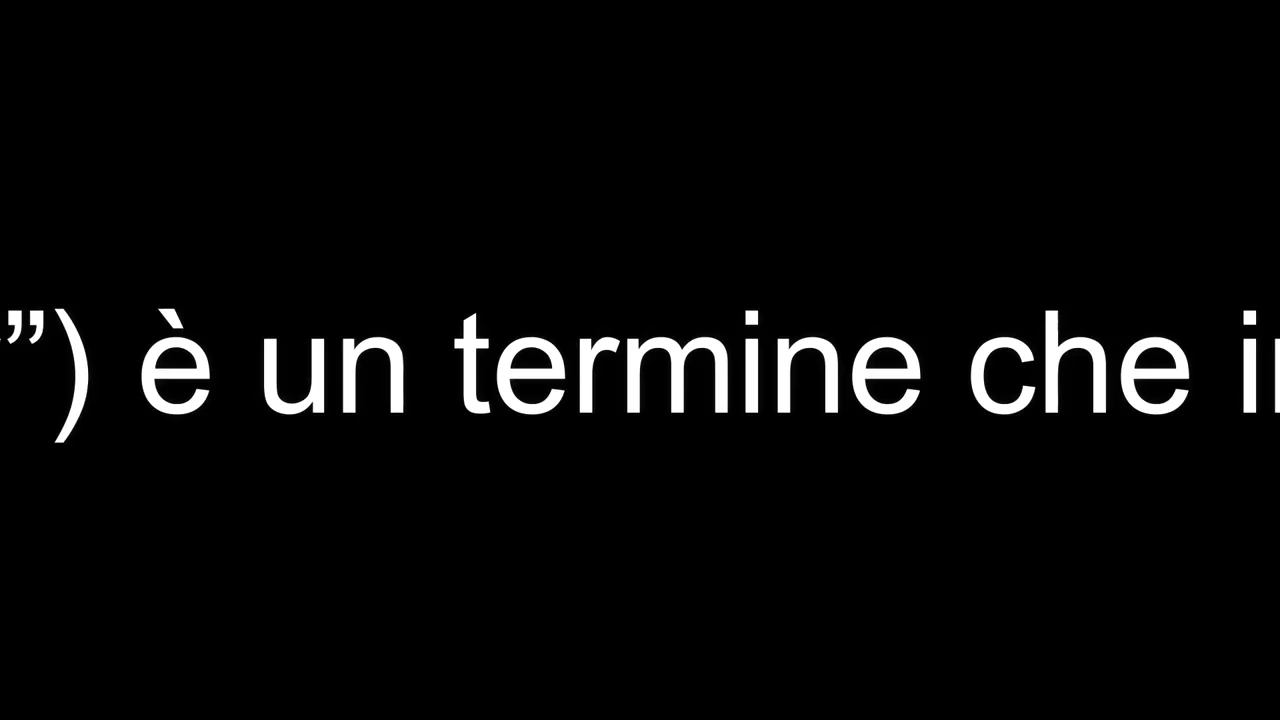 ”) è un termine che